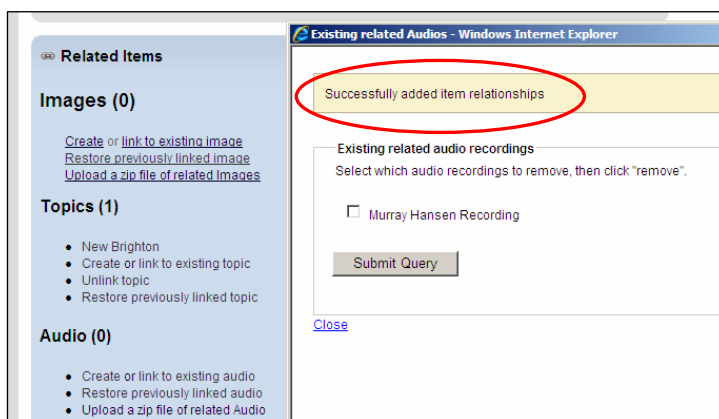 Related Items
Images (0)
Create or link to existing image
Restore previously linked image
Upload a zip file of related Images
Topics (1)
New Brighton
Create or link to existing topic
Unlink topic
Restore previously linked topic
Audio (0)
Create or link to existing audio
Restore previously linked audio
Upload a zip file of related Audio
Existing related Audios - Windows Internet Explorer
Successfully added item relationships
Existing related audio recordings
Select which audio recordings to remove, then click "remove".
Murray Hansen Recording
Submit Query
Close